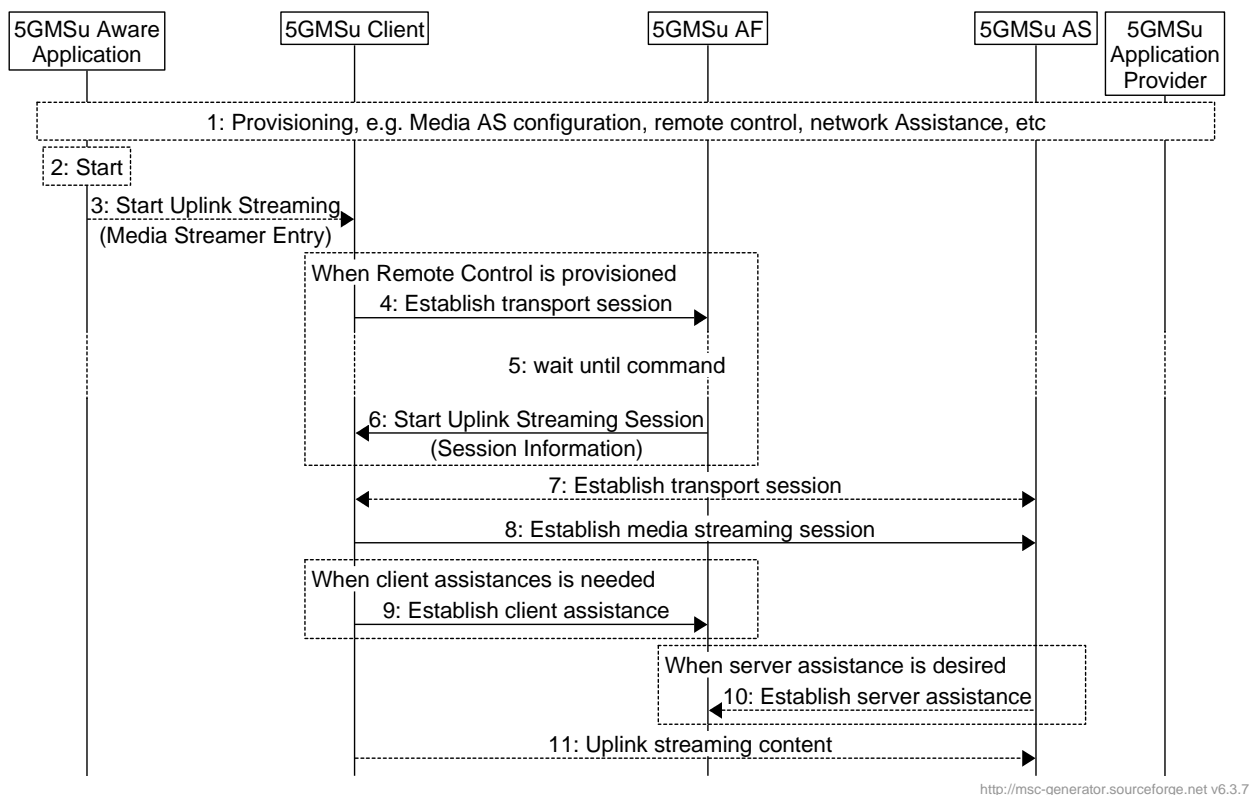 5GMSu Aware
Application
5GMSu Client
5GMSu AF
5GMSu AS
5GMSu
Application
Provider
1: Provisioning, e.g. Media AS configuration, remote control, network Assistance, etc
2: Start
3: Start Uplink Streaming
(Media Streamer Entry)
When Remote Control is provisioned
4: Establish transport session
5: wait until command
6: Start Uplink Streaming Session
(Session Information)
7: Establish transport session
8: Establish media streaming session
When client assistances is needed
9: Establish client assistance
When server assistance is desired
10: Establish server assistance
11: Uplink streaming content
http://msc-generator.sourceforge.net v6.3.7